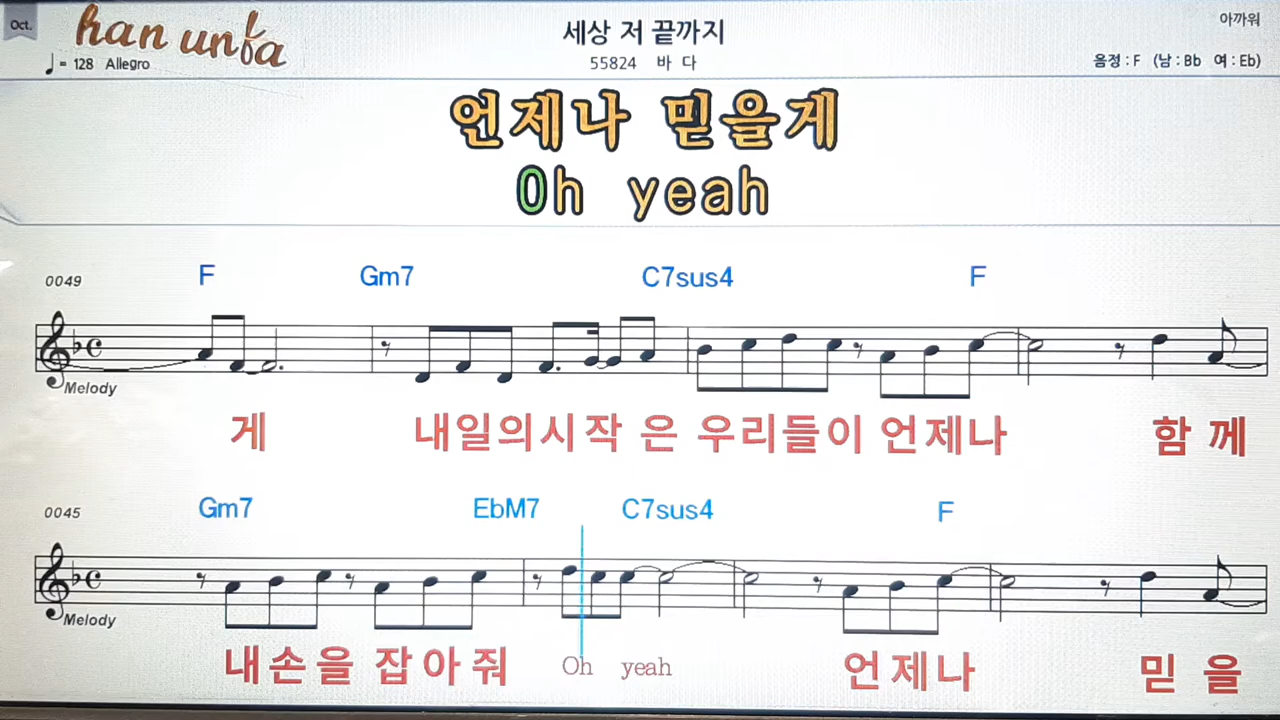 Oct.
han unfa
세상 저 끝까지
아까워
= 128 Allegro
55824 바 다
음정 : F (남 : Bb 여 : Eb)
언제나 믿을게
Oh yeah
0049
F Gm7 C7sus4 F
Melody
게 내일의시작 은 우리들이 언제나 함 께
0045
Gm7 EbM7 C7sus4 F
Melody
내손을 잡아줘 Oh yeah 언제나 믿 을